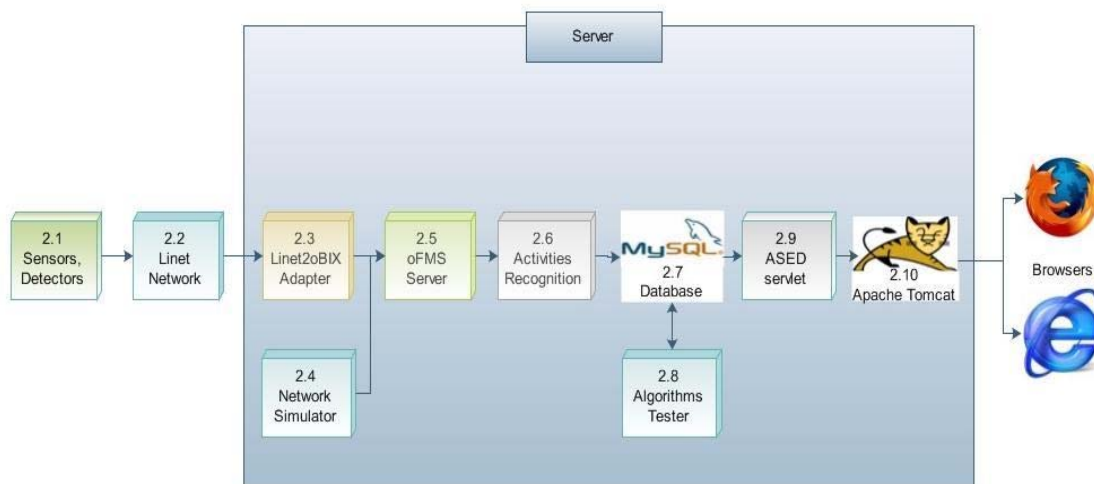 Server
2.1
Sensors,
Detectors
2.2
Linet
Network
2.3
Linet2oBIX
Adapter
2.5
oFMS
Server
2.6
Activities
Recognition
MySQL
2.7
Database
2.9
ASED
servlet
2.10
Apache Tomcat
Browsers
2.4
Network
Simulator
2.8
Algorithms
Tester